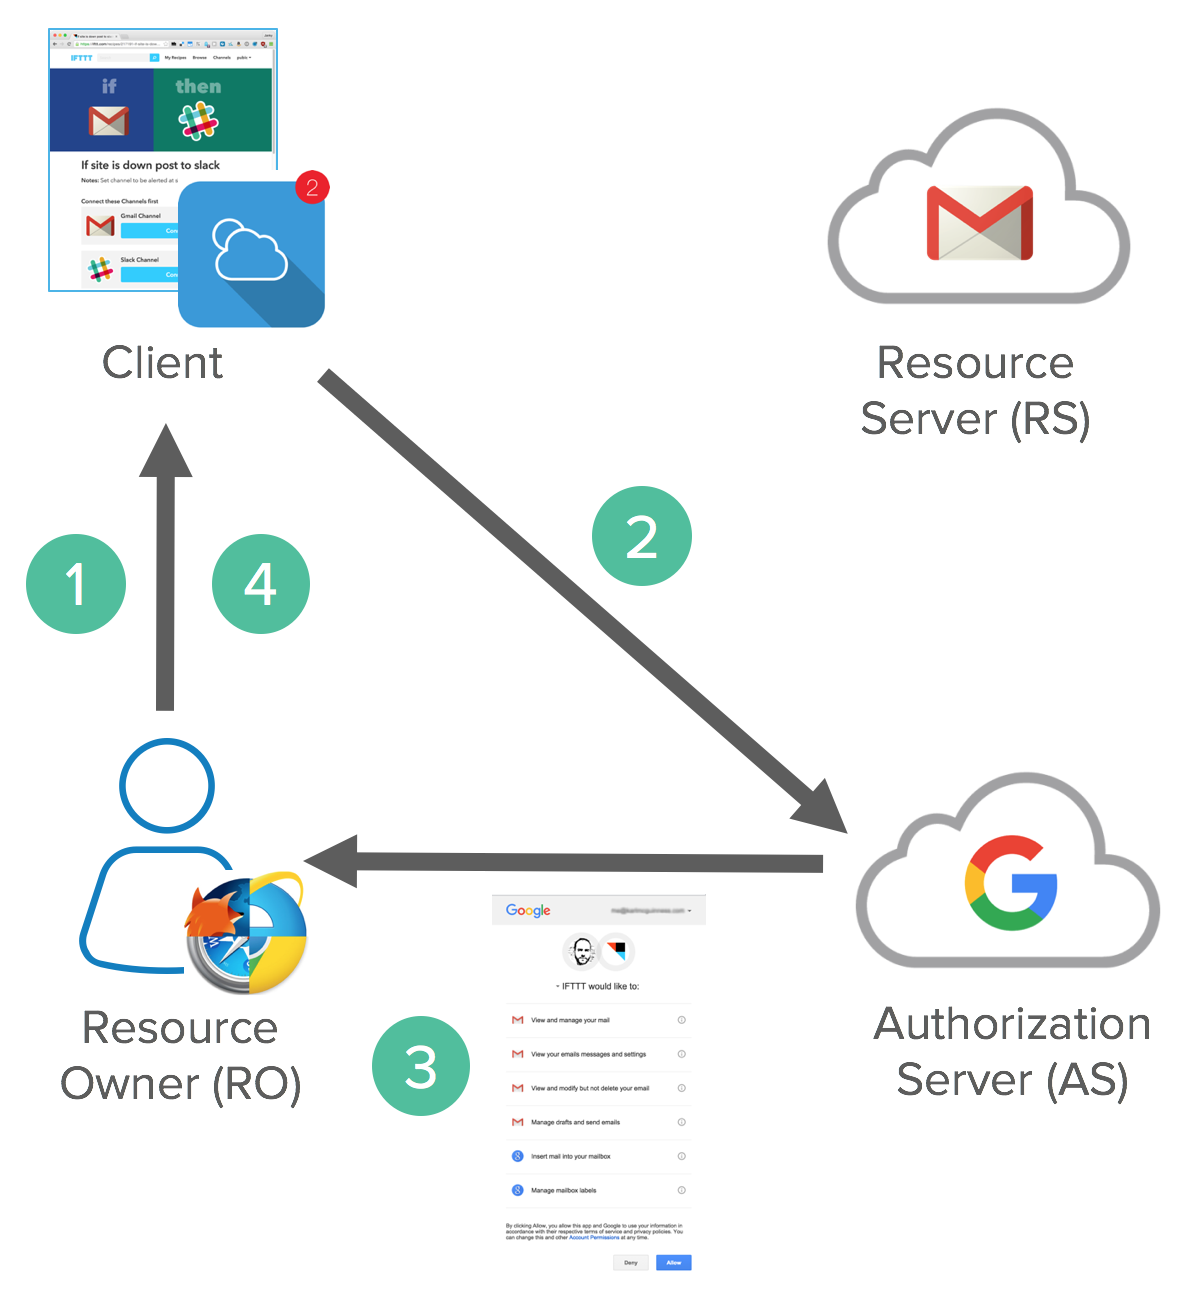 IFTTT
My Recipes Browse Channels
if
then
If site is down post to slack
Notes: Set channel to be alerted at
Connect these Channels first
Gmail Channel
Con
Slack Channel
Con
2
Client
Resource
Server (RS)
2
1
4
Resource
Owner (RO)
Authorization
Server (AS)
3
Google
- IFTTT would like to:
View and manage your mail
View your emails messages and settings
View and modify but not delete your email
Manage drafts and send emails
Insert mail into your mailbox
Manage mailbox labels
By clicking Allow, you allow this app and Google to use your information in
accordance with their respective terms of service and privacy policies. You
can change this and other Account Permissions at any time.
Deny Allow